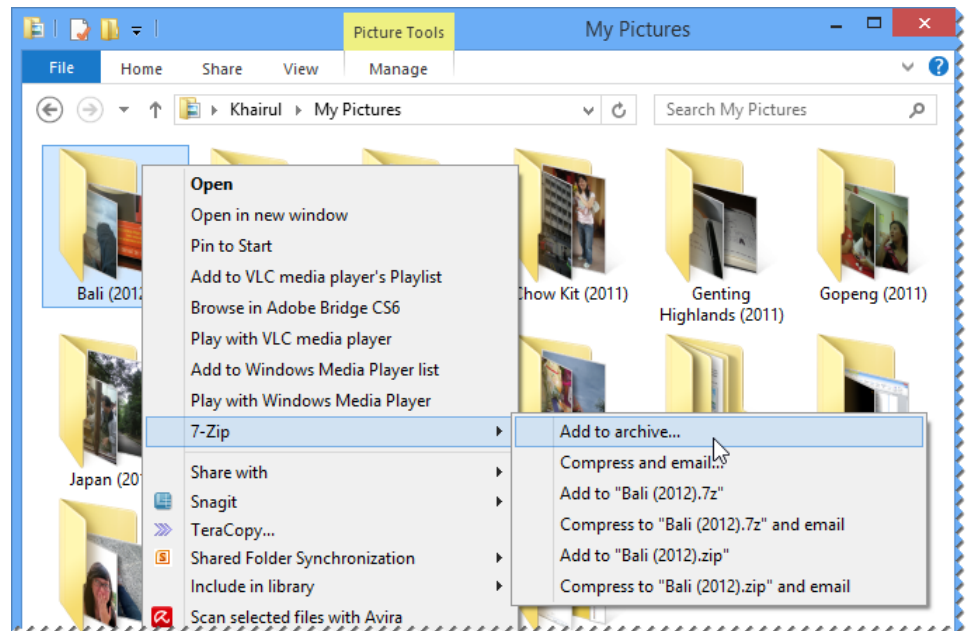 Picture Tools
My Pictures
File Home Share View Manage
Khairul My Pictures
Search My Pictures
Open
Open in new window
Pin to Start
Add to VLC media player's Playlist
Browse in Adobe Bridge CS6
Play with VLC media player
Add to Windows Media Player list
Play with Windows Media Player
7-Zip
Share with
Snagit
TeraCopy...
Shared Folder Synchronization
Include in library
Scan selected files with Avira
Add to archive...
Compress and email...
Add to "Bali (2012).7z"
Compress to "Bali (2012).7z" and email
Add to "Bali (2012).zip"
Compress to "Bali (2012).zip" and email
Bali (2012
Chow Kit (2011)
Genting
Highlands (2011)
Gopeng (2011)
Japan (20